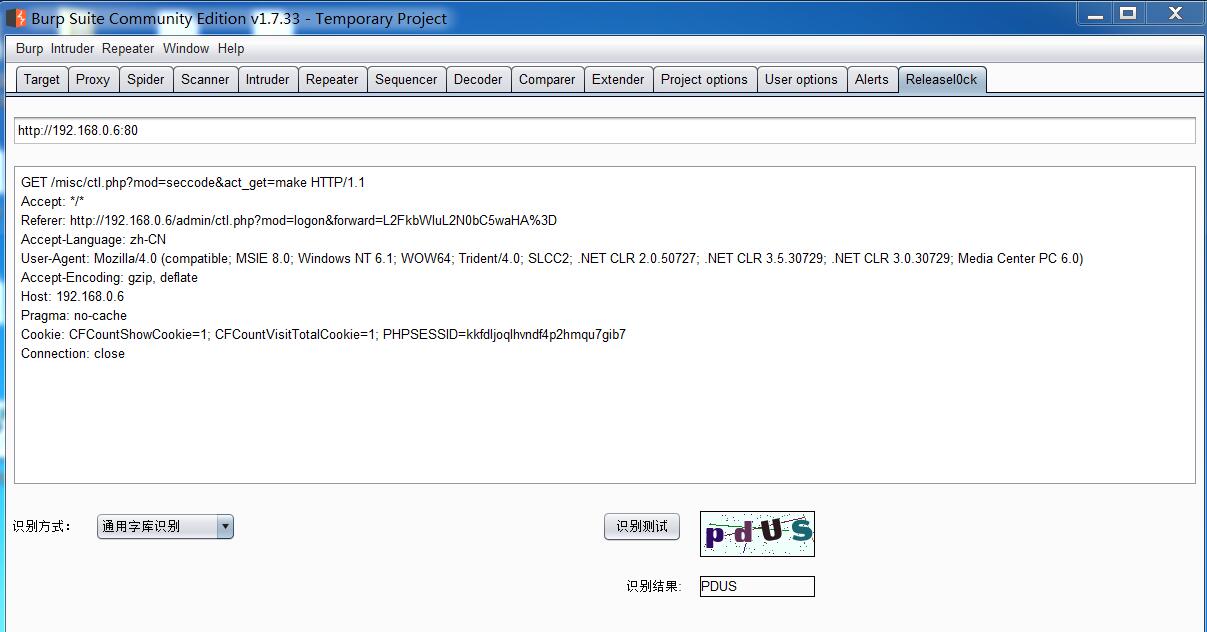 Burp Suite Community Edition v1.7.33 - Temporary Project
Burp Intruder Repeater Window Help
Target Proxy Spider Scanner Intruder Repeater Sequencer Decoder Comparer Extender Project options User options Alerts Releasel0ck
http://192.168.0.6:80
GET /misc/ctl.php?mod=seccode&act_get=make HTTP/1.1
Accept: */*
Referer: http://192.168.0.6/admin/ctl.php?mod=logon&forward=L2FkbWluL2N0bC5waHA%3D
Accept-Language: zh-CN
User-Agent: Mozilla/4.0 (compatible; MSIE 8.0; Windows NT 6.1; WOW64; Trident/4.0; SLCC2; .NET CLR 2.0.50727; .NET CLR 3.5.30729; .NET CLR 3.0.30729; Media Center PC 6.0)
Accept-Encoding: gzip, deflate
Host: 192.168.0.6
Pragma: no-cache
Cookie: CFCountShowCookie=1; CFCountVisitTotalCookie=1; PHPSESSID=kkfdljoqlhvndf4p2hmqu7gib7
Connection: close
识别方式: 通用字库识别 识别测试 pdUS
识别结果: PDUS